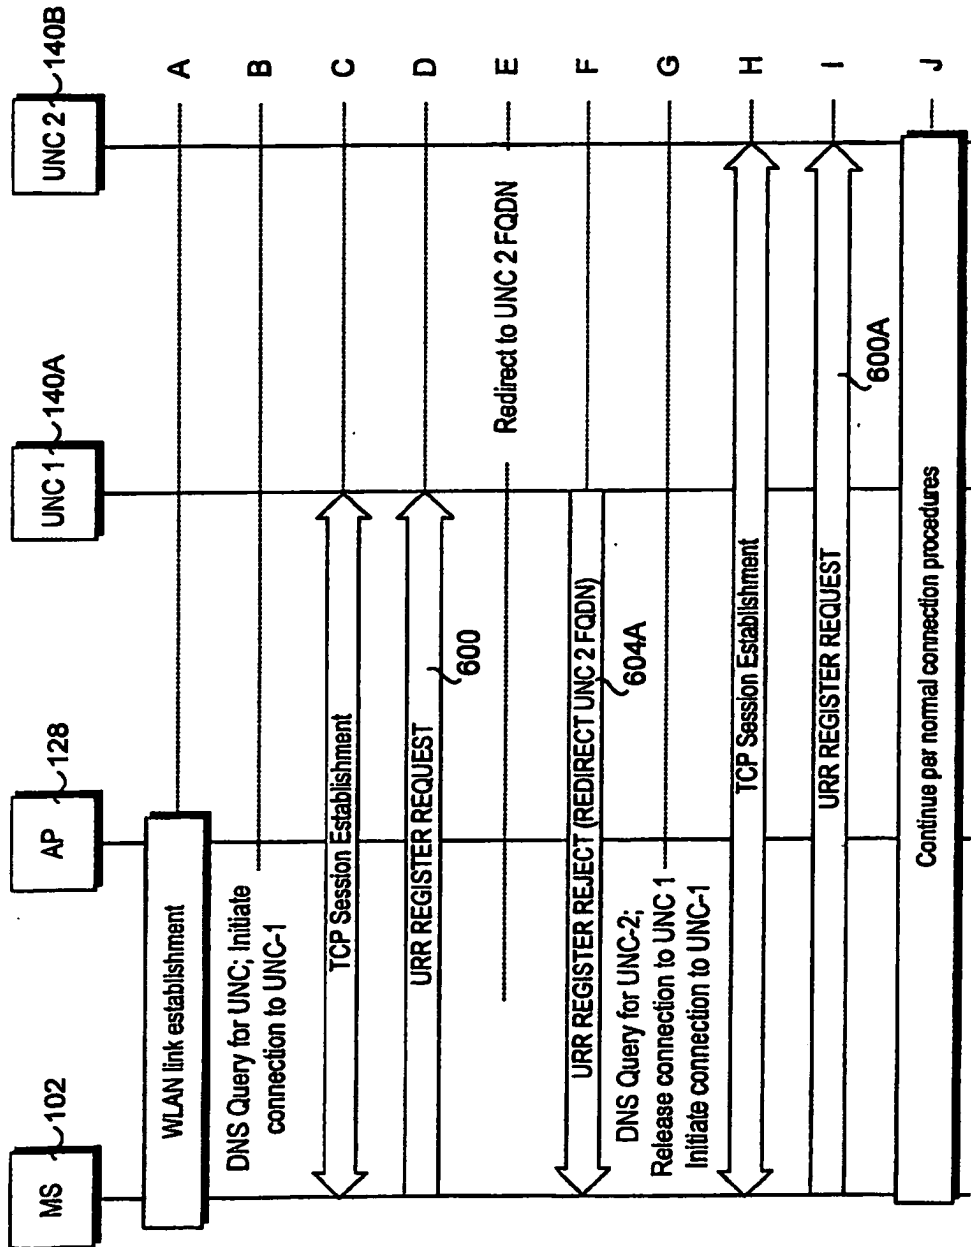 MS 102
AP 128
UNC 1 140A
UNC 2 140B
WLAN link establishment
A
DNS Query for UNC; Initiate
connection to UNC-1
B
TCP Session Establishment
C
URR REGISTER REQUEST
600
D
Redirect to UNC 2 FQDN
E
URR REGISTER REJECT (REDIRECT UNC 2 FQDN)
604A
F
DNS Query for UNC-2;
Release connection to UNC 1
Initiate connection to UNC-1
G
TCP Session Establishment
H
URR REGISTER REQUEST
600A
I
Continue per normal connection procedures
J